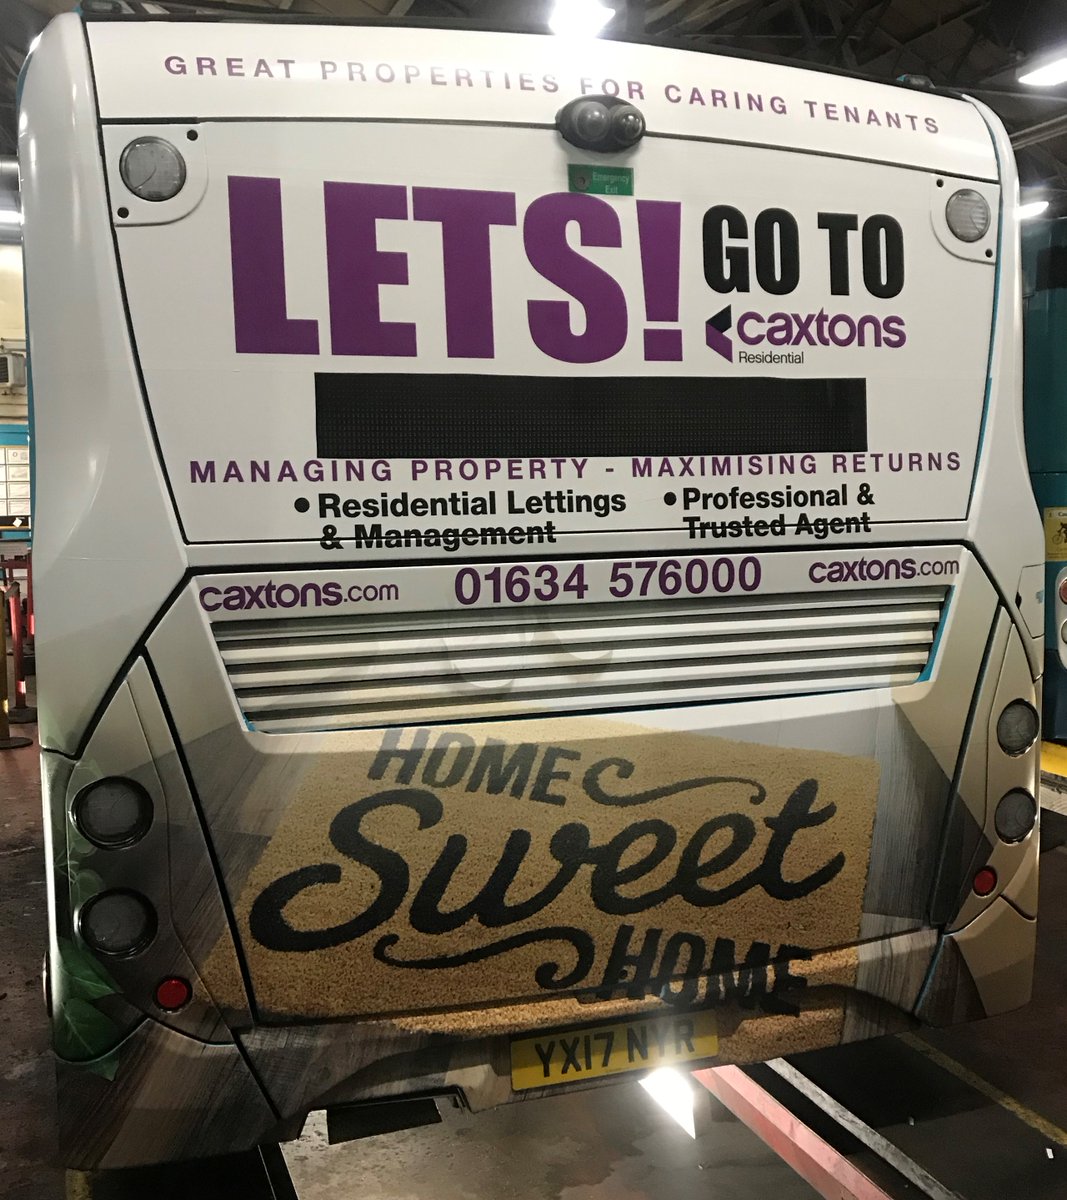 GREAT PROPERTIES FOR CARING TENANTS
Emergency
Exit
LETS! GO TO
caxtons
Residential
MANAGING PROPERTY - MAXIMISING RETURNS
• Residential Lettings
& Management
• Professional &
Trusted Agent
caxtons.com 01634 576000 caxtons.com
HOME
Sweet
HOME
YX17 NYR